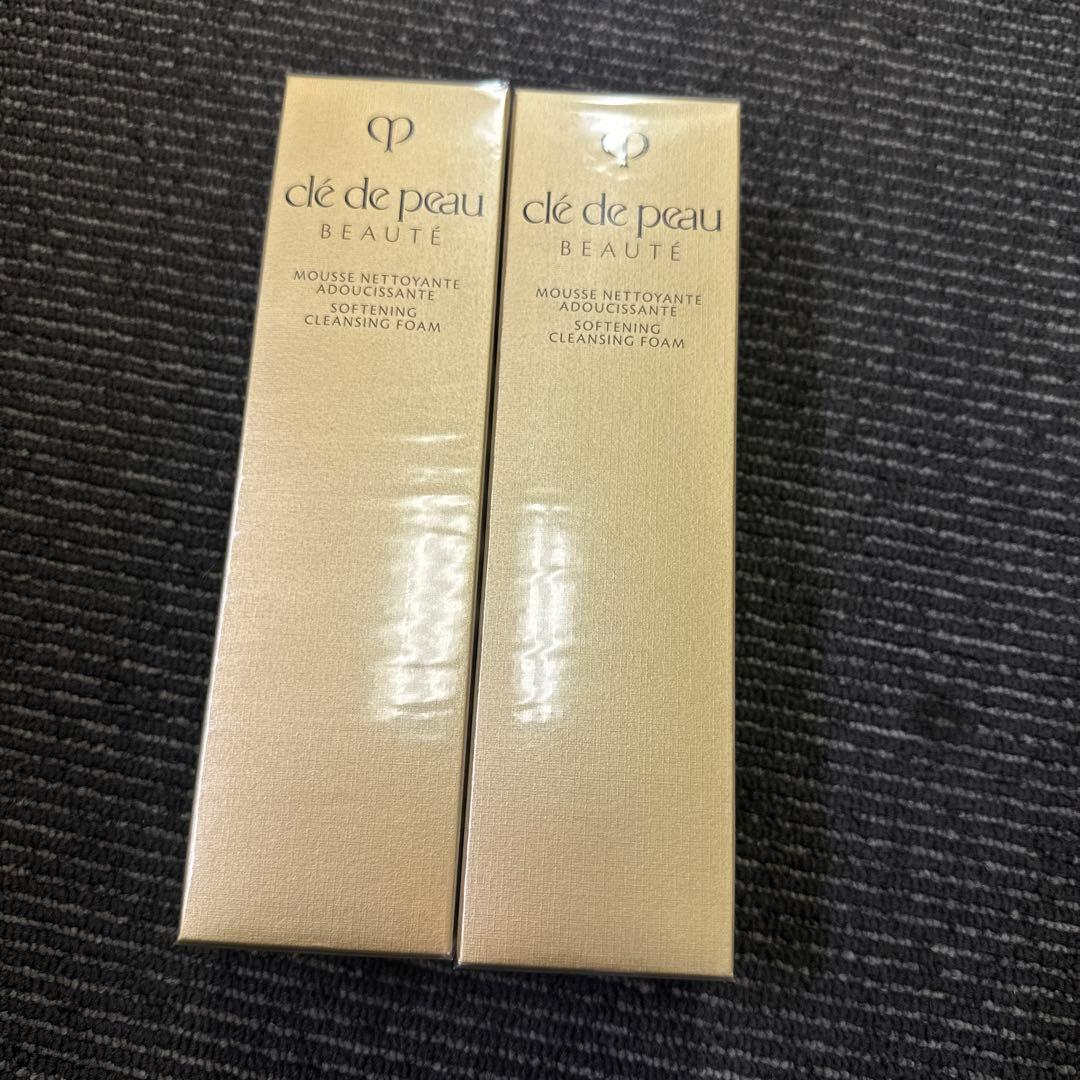 clé de peau
BEAUTÉ
MOUSSE NETTOYANTE
ADOUCISSANTE
SOFTENING
CLEANSING FOAM
clé de peau
BEAUTÉ
MOUSSE NETTOYANTE
ADOUCISSANTE
SOFTENING
CLEANSING FOAM